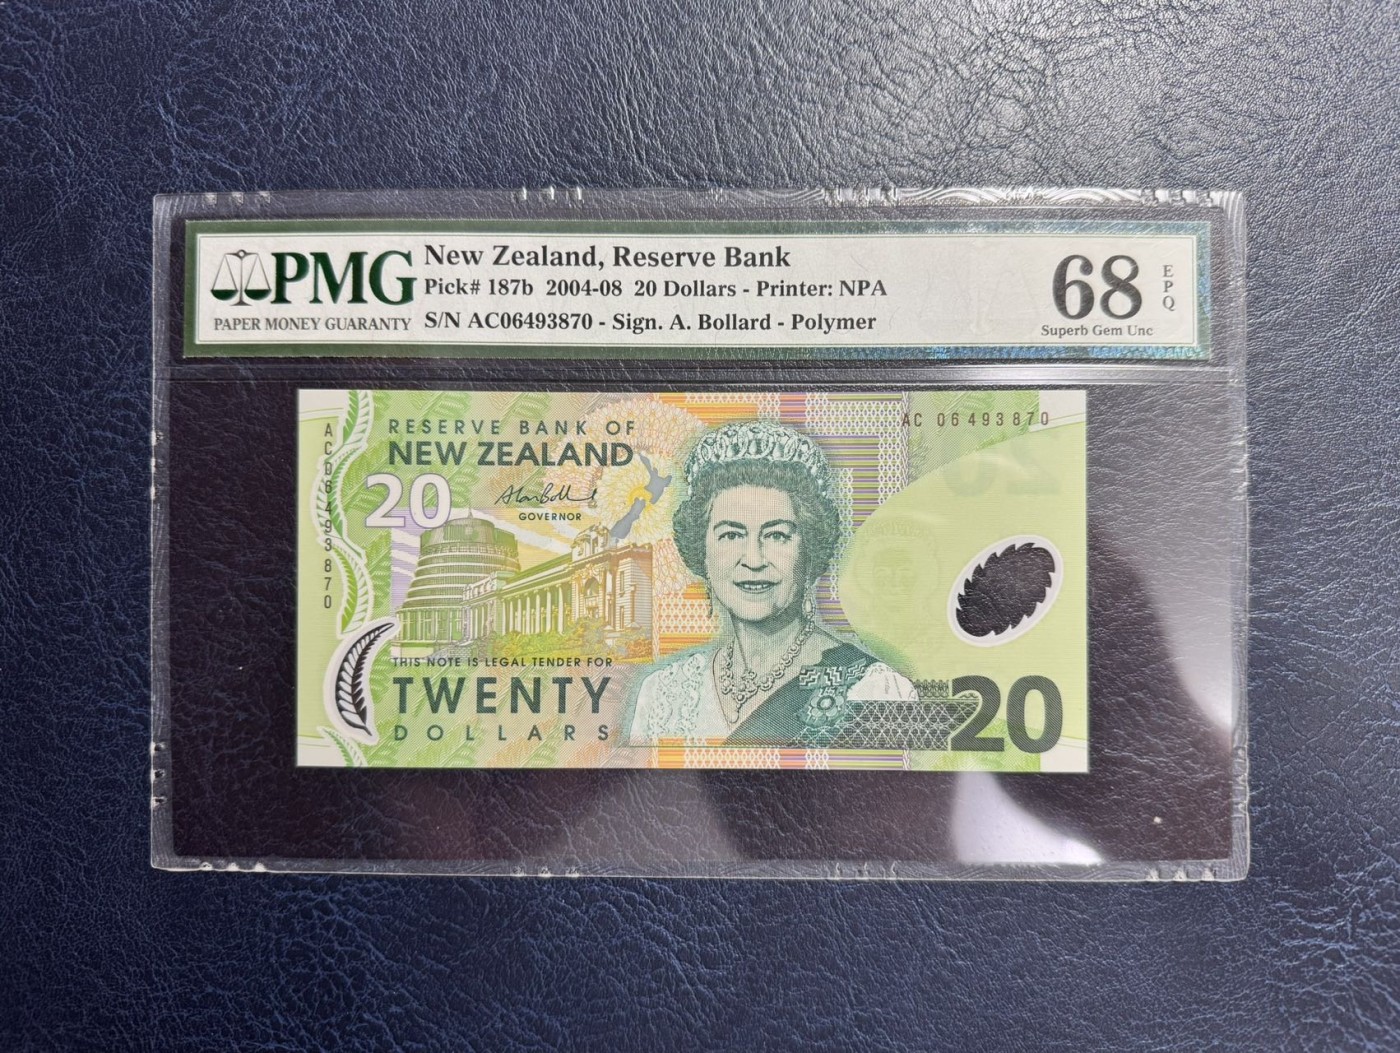 PMG
PAPER MONEY GUARANTY
New Zealand, Reserve Bank
Pick# 187b 2004-08 20 Dollars - Printer: NPA
S/N AC06493870 - Sign. A. Bollard - Polymer
68
EPQ
Superb Gem Unc
AC 06493870
AC06493870
RESERVE BANK OF
NEW ZEALAND
20
GOVERNOR
THIS NOTE IS LEGAL TENDER FOR
TWENTY
DOLLARS
20